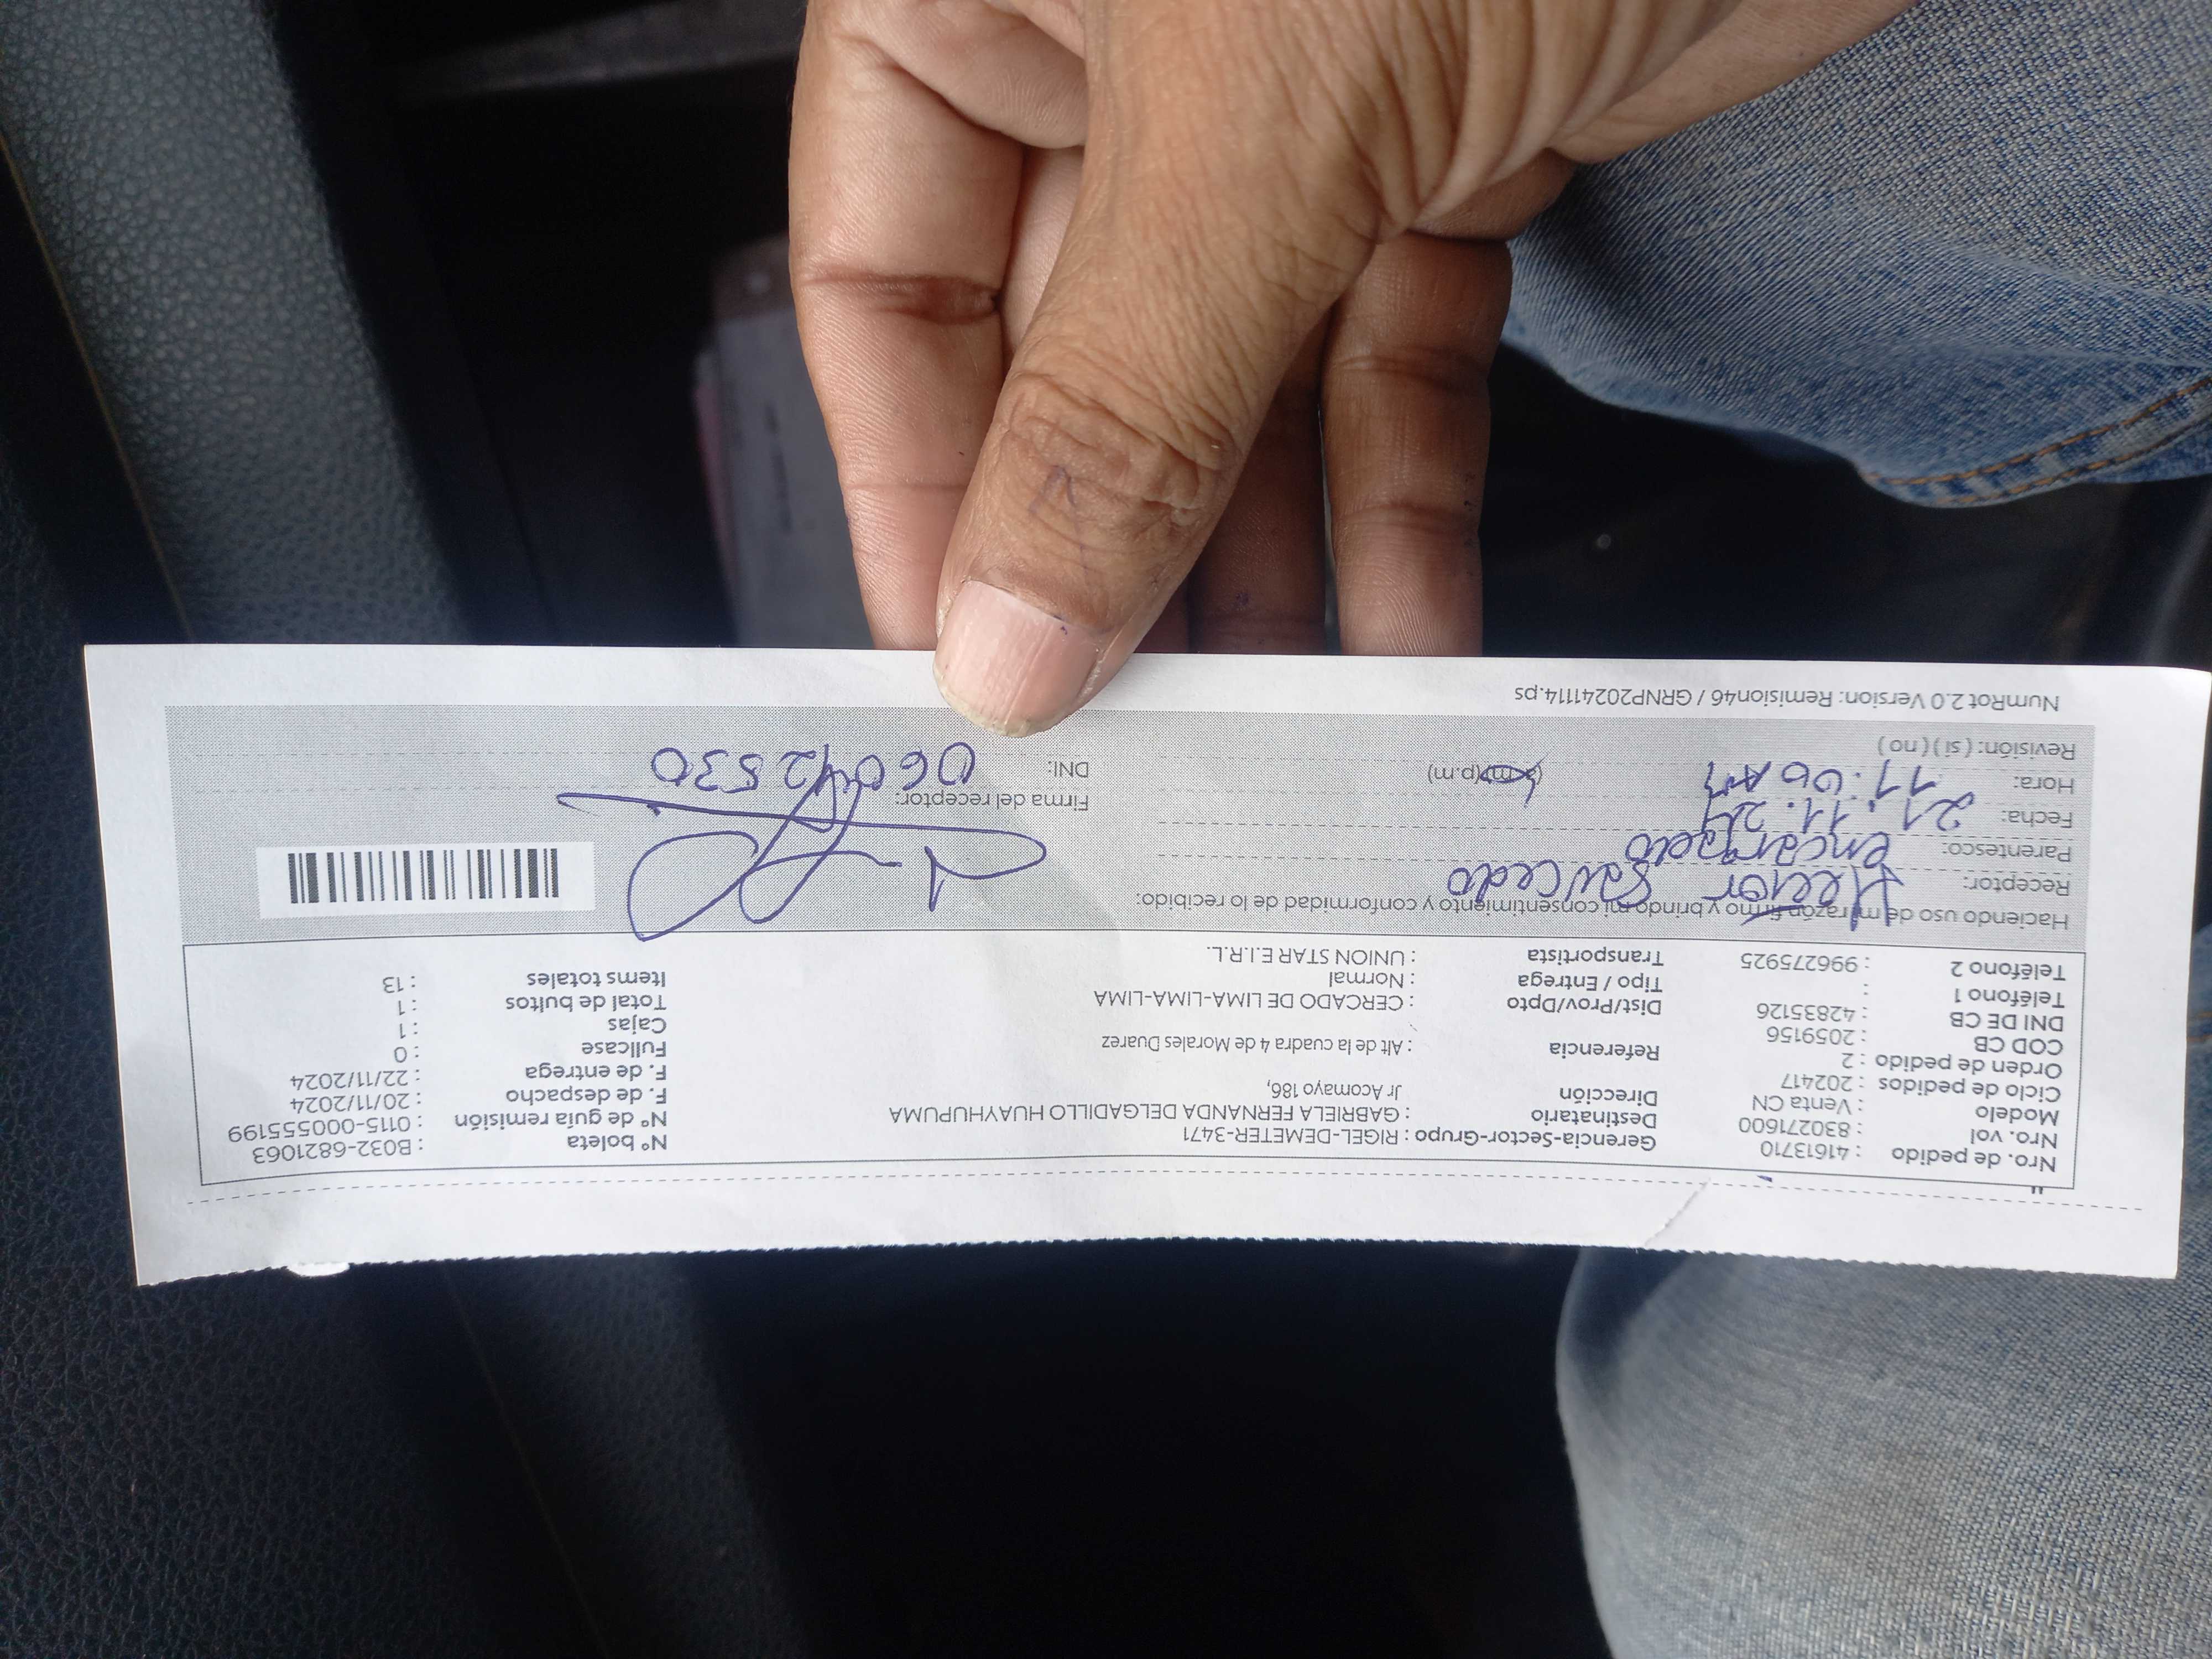 Nro. de pedido : 41613710 Gerencia-Sector-Grupo : RIGEL-DEMETER-3471 N° boleta : B032-6821063
Nro. vol : 830271600 Destinatario : GABRIELA FERNANDA DELGADILLO HUAYHUPUMA N° de guía remisión : 0115-000555199
Modelo : Venta CN Dirección Jr Acomayo 186, F. de despacho : 20/11/2024
Ciclo de pedidos : 202417 F. de entrega : 22/11/2024
Orden de pedido : 2 Referencia : Alt de la cuadra 4 de Morales Duarez Fullcase : 0
COD CB : 2059156 Cajas : 1
DNI DE CB : 42835126 Dist/Prov/Dpto : CERCADO DE LIMA-LIMA-LIMA Total de bultos : 1
Teléfono 1 : Tipo / Entrega : Normal Items totales : 13
Teléfono 2 : 996275925 Transportista : UNION STAR E.I.R.L.
Haciendo uso de mi razón firmo y brindo mi consentimiento y conformidad de lo recibido:
Receptor: Hector Saucedo
Parentesco: encargado
Fecha: 21.11.24 Firma del receptor:
Hora: 11:00 AM (a.m)(p.m) DNI: 06042530
Revisión: ( si ) ( no )
NumRot 2.0 Version: Remision46 / GRNP20241114.ps